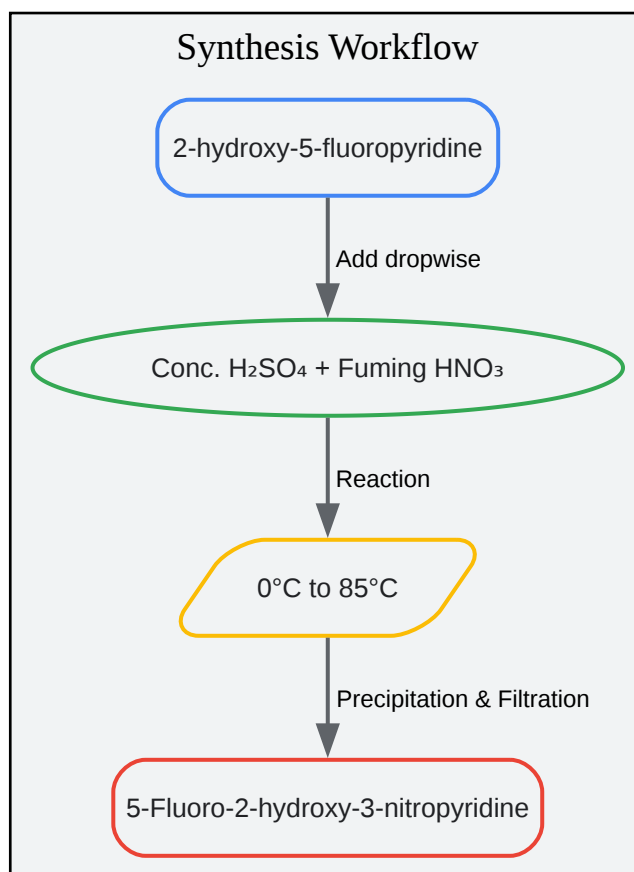 Synthesis Workflow
2-hydroxy-5-fluoropyridine
Add dropwise
Conc. H₂SO₄ + Fuming HNO₃
Reaction
0°C to 85°C
Precipitation & Filtration
5-Fluoro-2-hydroxy-3-nitropyridine